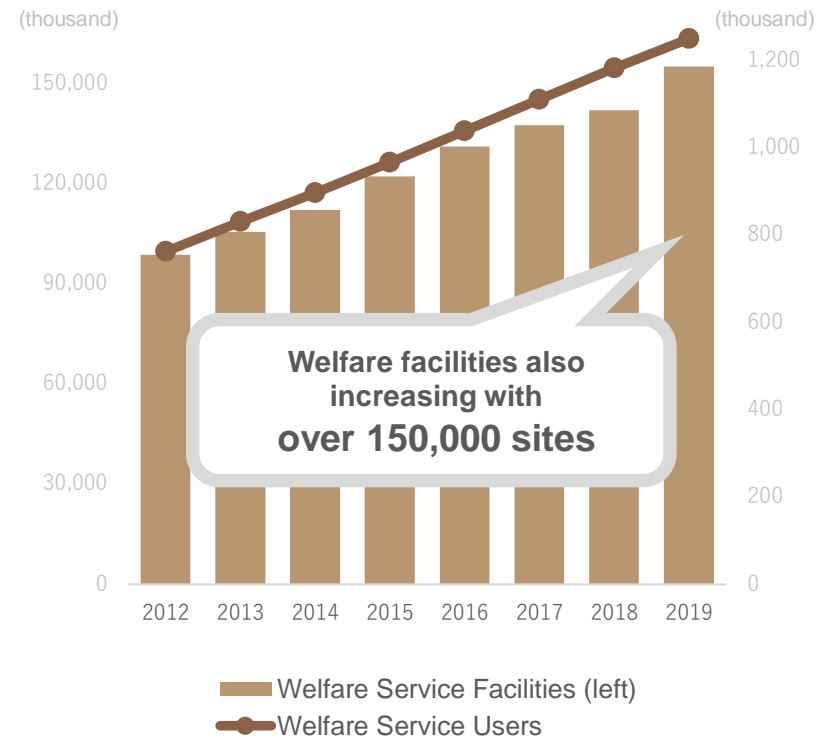 (thousand)
(thousand)
150,000
120,000
90,000
60,000
30,000
0
1,200
1,000
800
600
400
200
0
Welfare facilities also
increasing with
over 150,000 sites
2012 2013 2014 2015 2016 2017 2018 2019
Welfare Service Facilities (left)
Welfare Service Users